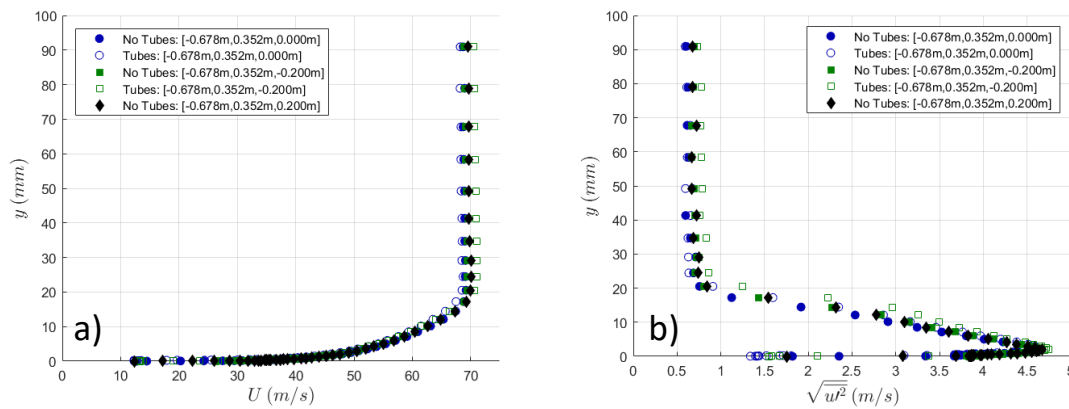 100
90
80
70
60
50
40
30
20
10
0
y (mm)
No Tubes: [-0.678m,0.352m,0.000m]
Tubes: [-0.678m,0.352m,0.000m]
No Tubes: [-0.678m,0.352m,-0.200m]
Tubes: [-0.678m,0.352m,-0.200m]
No Tubes: [-0.678m,0.352m,0.200m]
a)
0 10 20 30 40 50 60 70
U (m/s)
100
90
80
70
60
50
40
30
20
10
0
y (mm)
No Tubes: [-0.678m,0.352m,0.000m]
Tubes: [-0.678m,0.352m,0.000m]
No Tubes: [-0.678m,0.352m,-0.200m]
Tubes: [-0.678m,0.352m,-0.200m]
No Tubes: [-0.678m,0.352m,0.200m]
b)
0 0.5 1 1.5 2 2.5 3 3.5 4 4.5 5
√u′² (m/s)